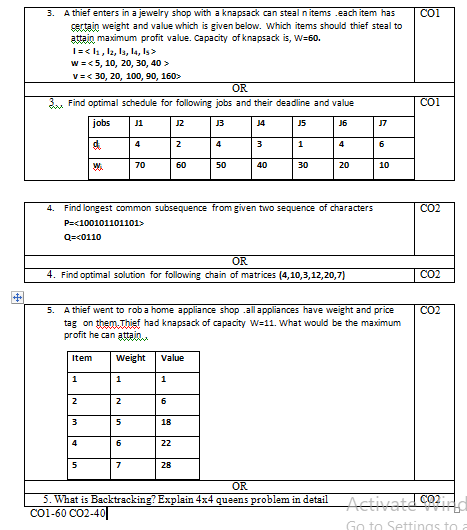 3. A thief enters in a jewelry shop with a knapsack can steal n items .each item has CO1
certain weight and value which is given below. Which items should thief steal to
attain maximum profit value. Capacity of knapsack is, W=60.
I = < I₁ , I₂, I₃, I₄, I₅ >
w = < 5, 10, 20, 30, 40 >
v = < 30, 20, 100, 90, 160>
OR
3. Find optimal schedule for following jobs and their deadline and value CO1
jobs J1 J2 J3 J4 J5 J6 J7
dᵢ 4 2 4 3 1 4 6
wᵢ 70 60 50 40 30 20 10
4. Find longest common subsequence from given two sequence of characters CO2
P=<100101101101>
Q=<0110
OR
4. Find optimal solution for following chain of matrices (4,10,3,12,20,7) CO2
5. A thief went to rob a home appliance shop .all appliances have weight and price CO2
tag on them.Thief had knapsack of capacity W=11. What would be the maximum
profit he can attain..
Item Weight Value
1 1 1
2 2 6
3 5 18
4 6 22
5 7 28
OR
5. What is Backtracking? Explain 4x4 queens problem in detail CO2
CO1-60 CO2-40
Activate Wind
Go to Settings to a